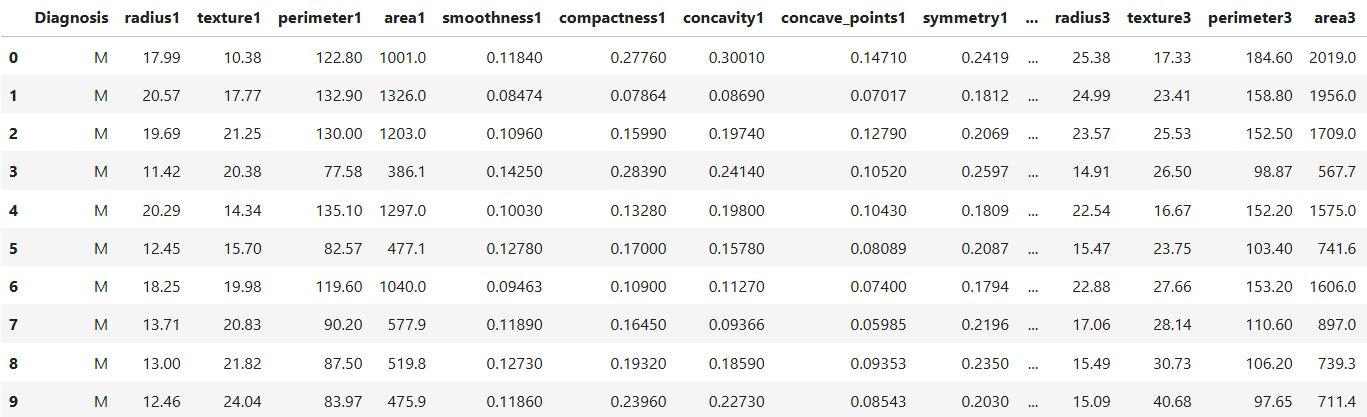 Diagnosis radius1 texture1 perimeter1 area1 smoothness1 compactness1 concavity1 concave_points1 symmetry1 ... radius3 texture3 perimeter3 area3
0 M 17.99 10.38 122.80 1001.0 0.11840 0.27760 0.30010 0.14710 0.2419 ... 25.38 17.33 184.60 2019.0
1 M 20.57 17.77 132.90 1326.0 0.08474 0.07864 0.08690 0.07017 0.1812 ... 24.99 23.41 158.80 1956.0
2 M 19.69 21.25 130.00 1203.0 0.10960 0.15990 0.19740 0.12790 0.2069 ... 23.57 25.53 152.50 1709.0
3 M 11.42 20.38 77.58 386.1 0.14250 0.28390 0.24140 0.10520 0.2597 ... 14.91 26.50 98.87 567.7
4 M 20.29 14.34 135.10 1297.0 0.10030 0.13280 0.19800 0.10430 0.1809 ... 22.54 16.67 152.20 1575.0
5 M 12.45 15.70 82.57 477.1 0.12780 0.17000 0.15780 0.08089 0.2087 ... 15.47 23.75 103.40 741.6
6 M 18.25 19.98 119.60 1040.0 0.09463 0.10900 0.11270 0.07400 0.1794 ... 22.88 27.66 153.20 1606.0
7 M 13.71 20.83 90.20 577.9 0.11890 0.16450 0.09366 0.05985 0.2196 ... 17.06 28.14 110.60 897.0
8 M 13.00 21.82 87.50 519.8 0.12730 0.19320 0.18590 0.09353 0.2350 ... 15.49 30.73 106.20 739.3
9 M 12.46 24.04 83.97 475.9 0.11860 0.23960 0.22730 0.08543 0.2030 ... 15.09 40.68 97.65 711.4